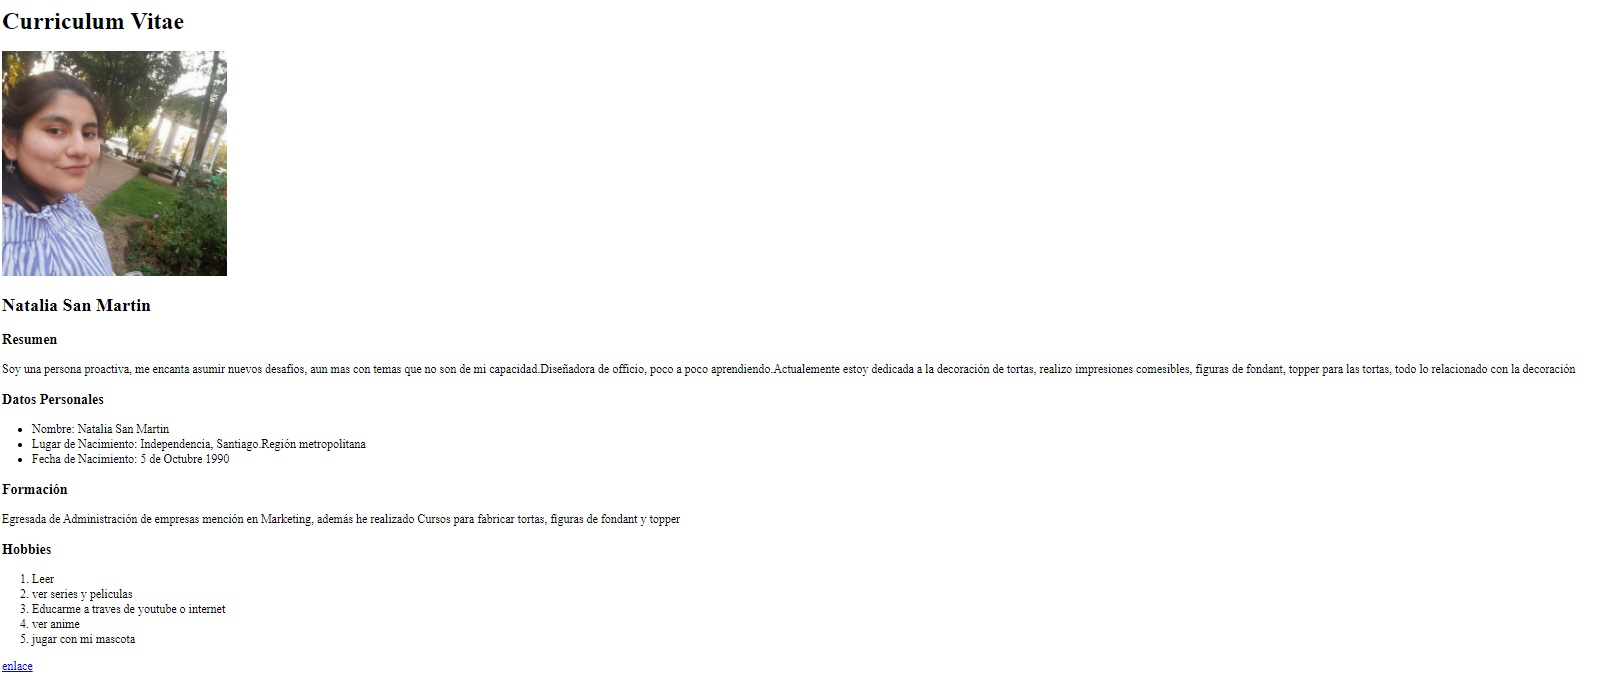 Curriculum Vitae
Natalia San Martin
Resumen
Soy una persona proactiva, me encanta asumir nuevos desafios, aun mas con temas que no son de mi capacidad.Diseñadora de officio, poco a poco aprendiendo.Actualemente estoy dedicada a la decoración de tortas, realizo impresiones comesibles, figuras de fondant, topper para las tortas, todo lo relacionado con la decoración
Datos Personales
• Nombre: Natalia San Martin
• Lugar de Nacimiento: Independencia, Santiago.Región metropolitana
• Fecha de Nacimiento: 5 de Octubre 1990
Formación
Egresada de Administración de empresas mención en Marketing, además he realizado Cursos para fabricar tortas, figuras de fondant y topper
Hobbies
1. Leer
2. ver series y peliculas
3. Educarme a traves de youtube o internet
4. ver anime
5. jugar con mi mascota
enlace